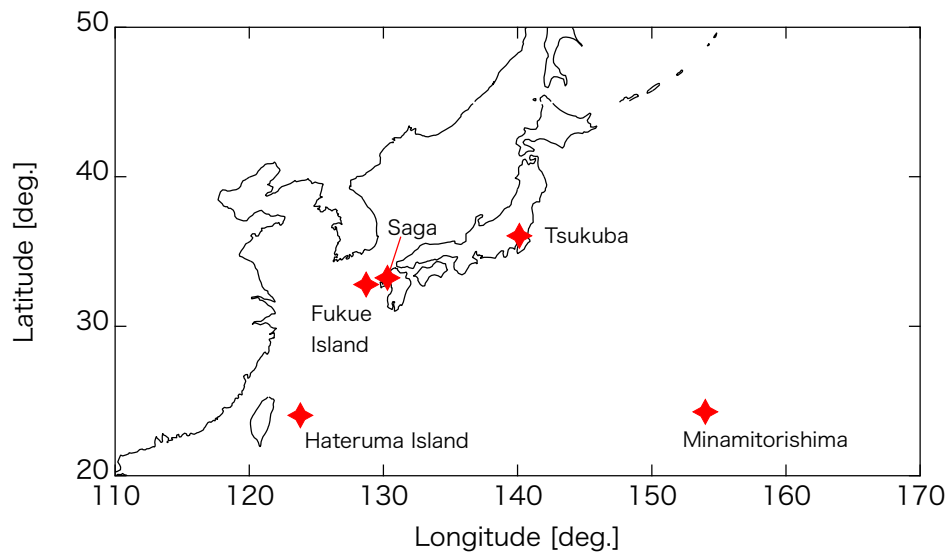 50
40
30
20
Latitude [deg.]
Saga
Tsukuba
Fukue
Island
Hateruma Island
Minamitorishima
110 120 130 140 150 160 170
Longitude [deg.]